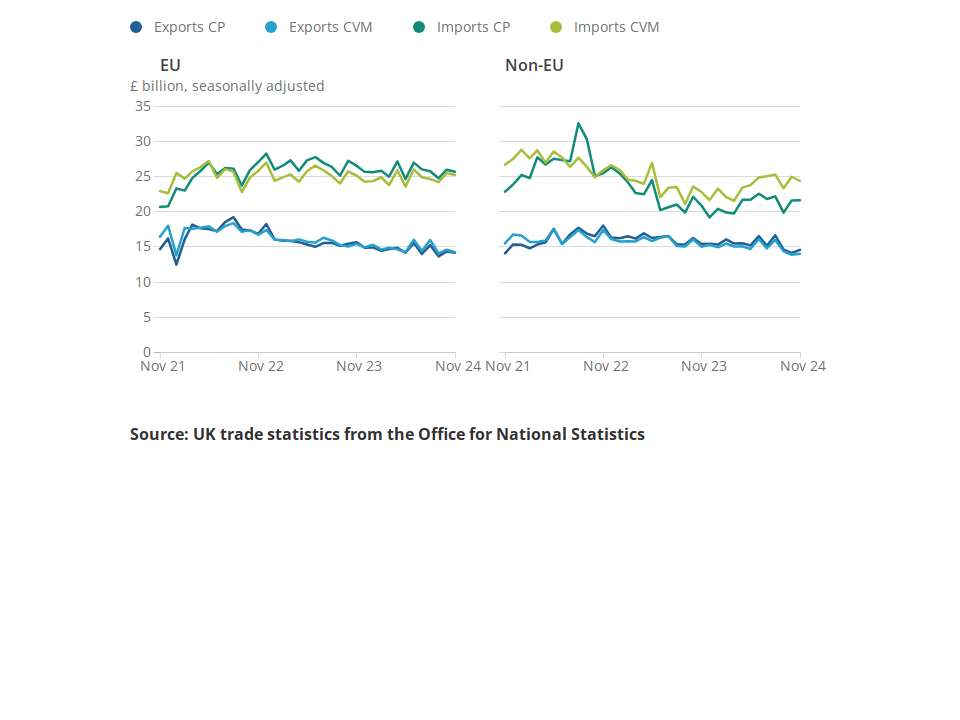 Exports CP Exports CVM Imports CP Imports CVM
EU Non-EU
£ billion, seasonally adjusted
35
30
25
20
15
10
5
0
Nov 21 Nov 22 Nov 23 Nov 24 Nov 21 Nov 22 Nov 23 Nov 24
Source: UK trade statistics from the Office for National Statistics